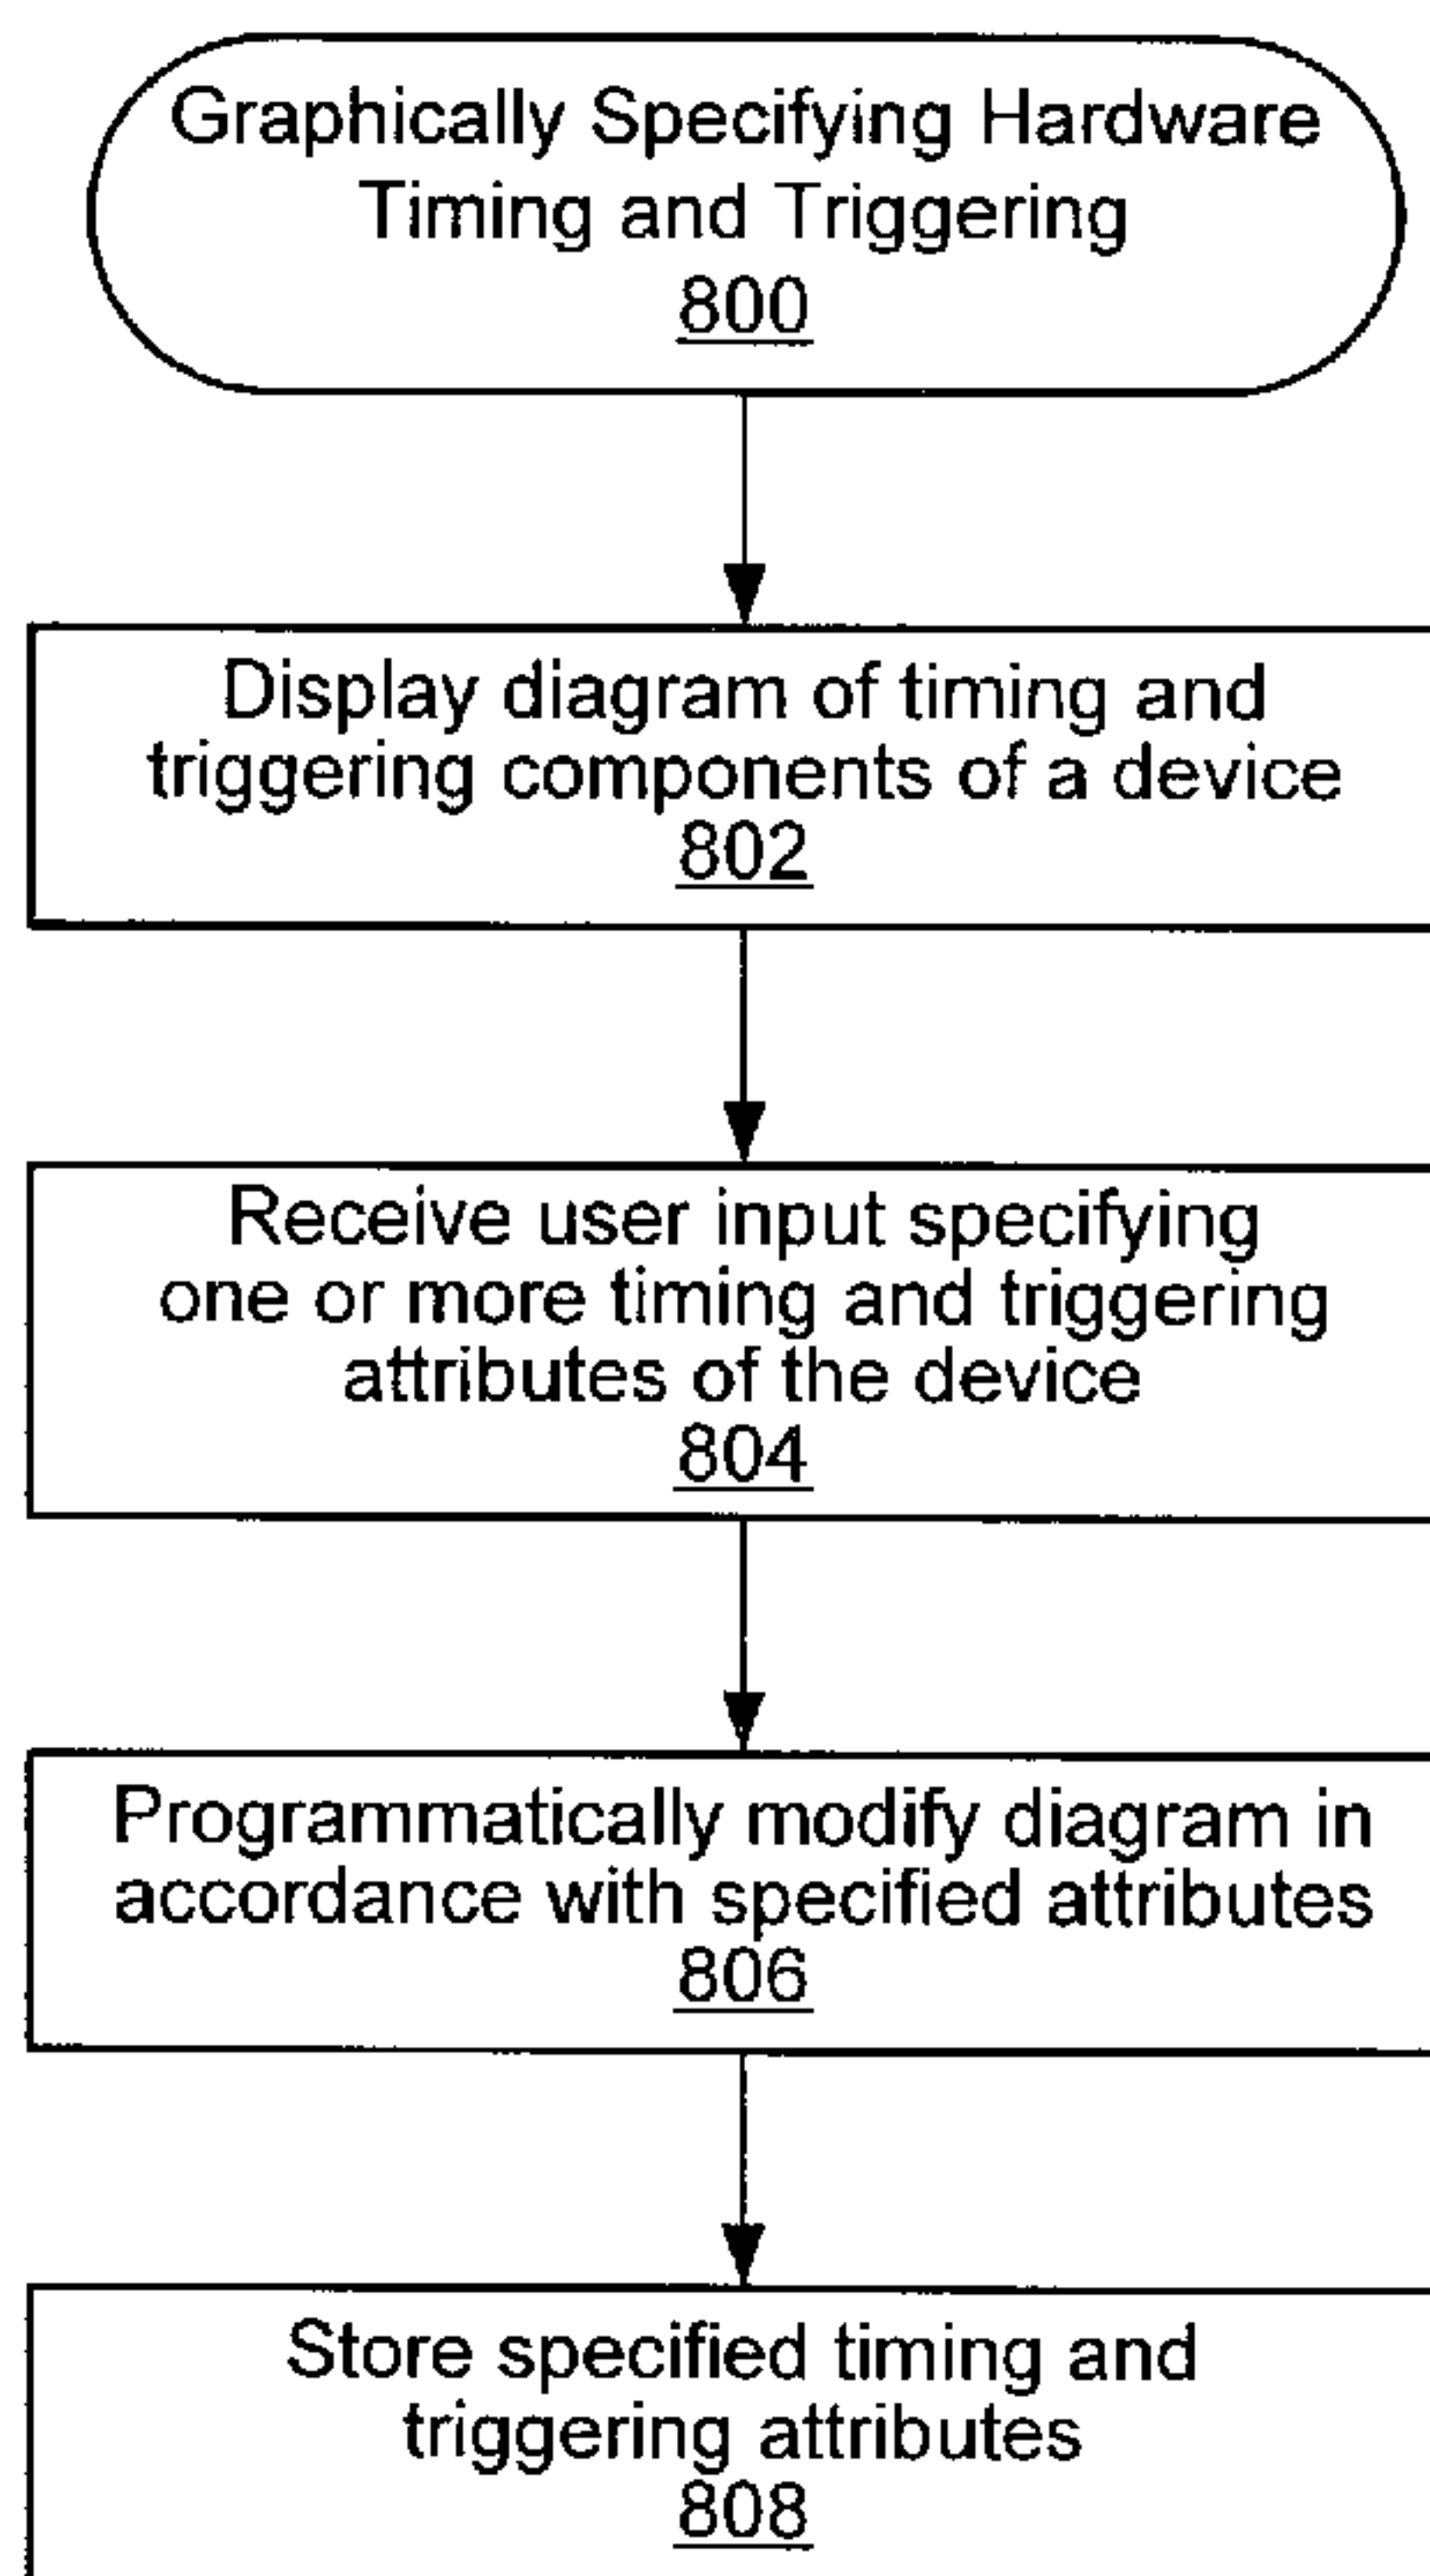 Graphically Specifying Hardware
Timing and Triggering
800
Display diagram of timing and
triggering components of a device
802
Receive user input specifying
one or more timing and triggering
attributes of the device
804
Programmatically modify diagram in
accordance with specified attributes
806
Store specified timing and
triggering attributes
808